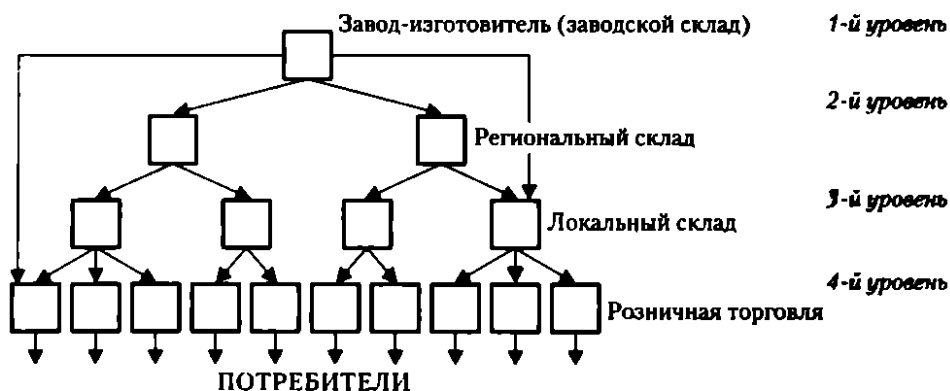 Завод-изготовитель (заводской склад)
1-й уровень
2-й уровень
Региональный склад
3-й уровень
Локальный склад
4-й уровень
Розничная торговля
ПОТРЕБИТЕЛИ